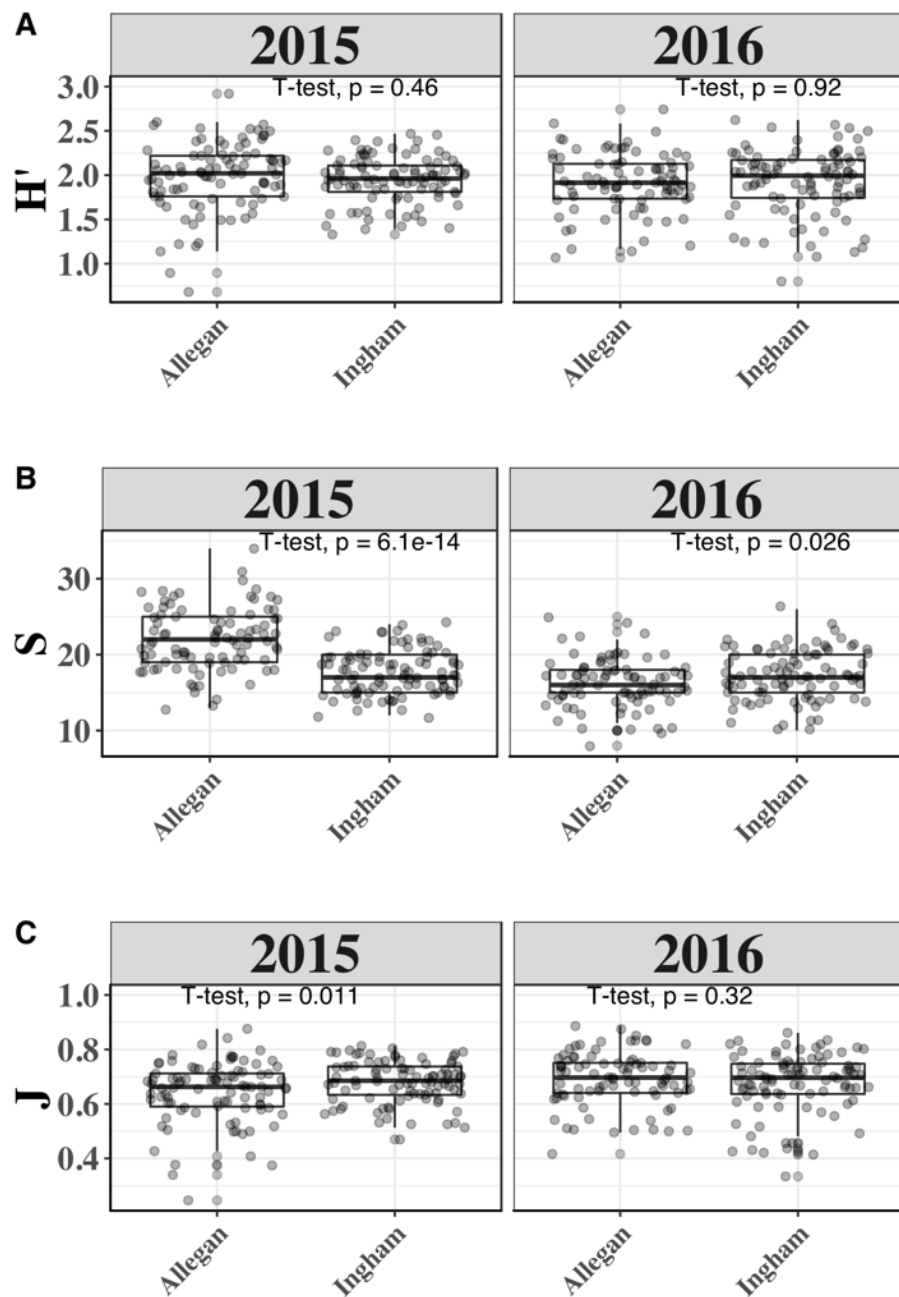 A
2015 2016
T-test, p = 0.46 T-test, p = 0.92
3.0
2.5
2.0
1.5
1.0
H'
Allegan Ingham Allegan Ingham
B
2015 2016
T-test, p = 6.1e-14 T-test, p = 0.026
30
20
10
S
Allegan Ingham Allegan Ingham
C
2015 2016
T-test, p = 0.011 T-test, p = 0.32
1.0
0.8
0.6
0.4
J
Allegan Ingham Allegan Ingham